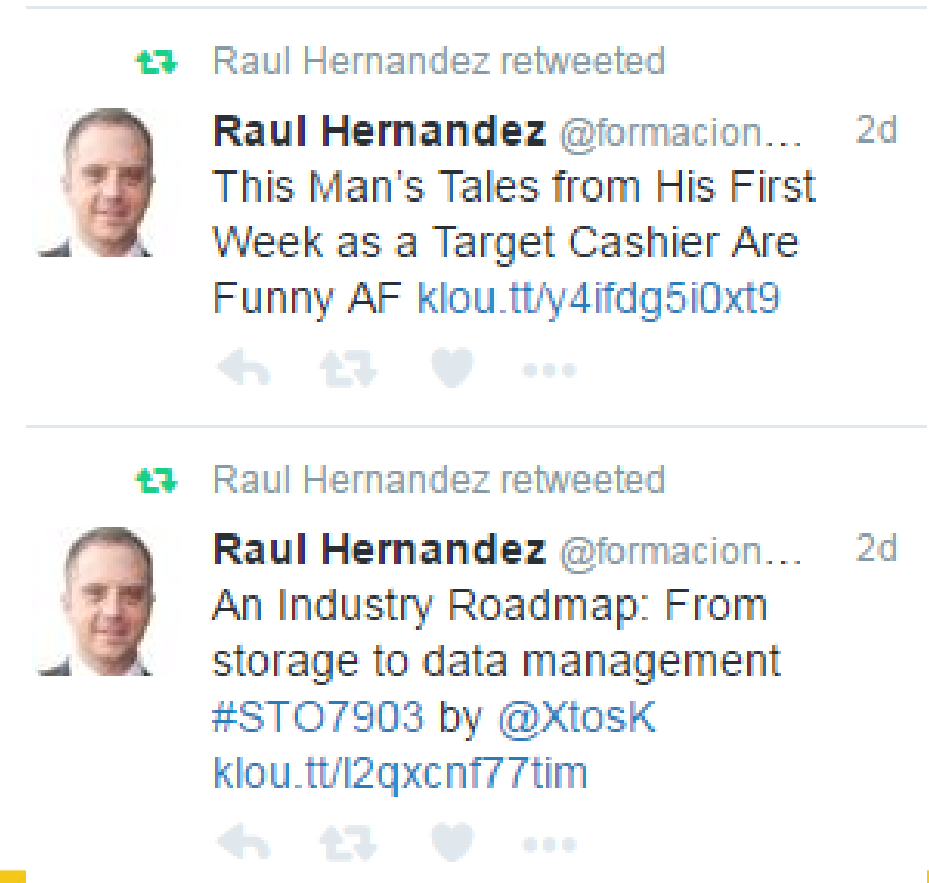 Raul Hernandez retweeted
Raul Hernandez @formacion... 2d
This Man's Tales from His First
Week as a Target Cashier Are
Funny AF klou.tt/y4ifdg5i0xt9
Raul Hernandez retweeted
Raul Hernandez @formacion... 2d
An Industry Roadmap: From
storage to data management
#STO7903 by @XtosK
klou.tt/l2qxcnf77tim